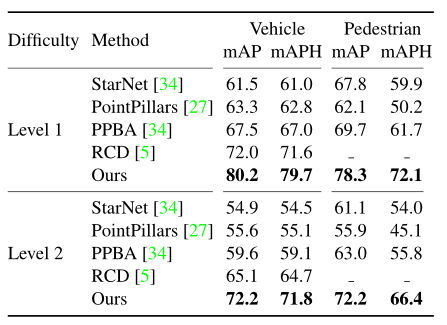 Vehicle Pedestrian
Difficulty Method mAP mAPH mAP mAPH
StarNet [34] 61.5 61.0 67.8 59.9
PointPillars [27] 63.3 62.8 62.1 50.2
Level 1 PPBA [34] 67.5 67.0 69.7 61.7
RCD [5] 72.0 71.6 – –
Ours 80.2 79.7 78.3 72.1
StarNet [34] 54.9 54.5 61.1 54.0
PointPillars [27] 55.6 55.1 55.9 45.1
Level 2 PPBA [34] 59.6 59.1 63.0 55.8
RCD [5] 65.1 64.7 – –
Ours 72.2 71.8 72.2 66.4